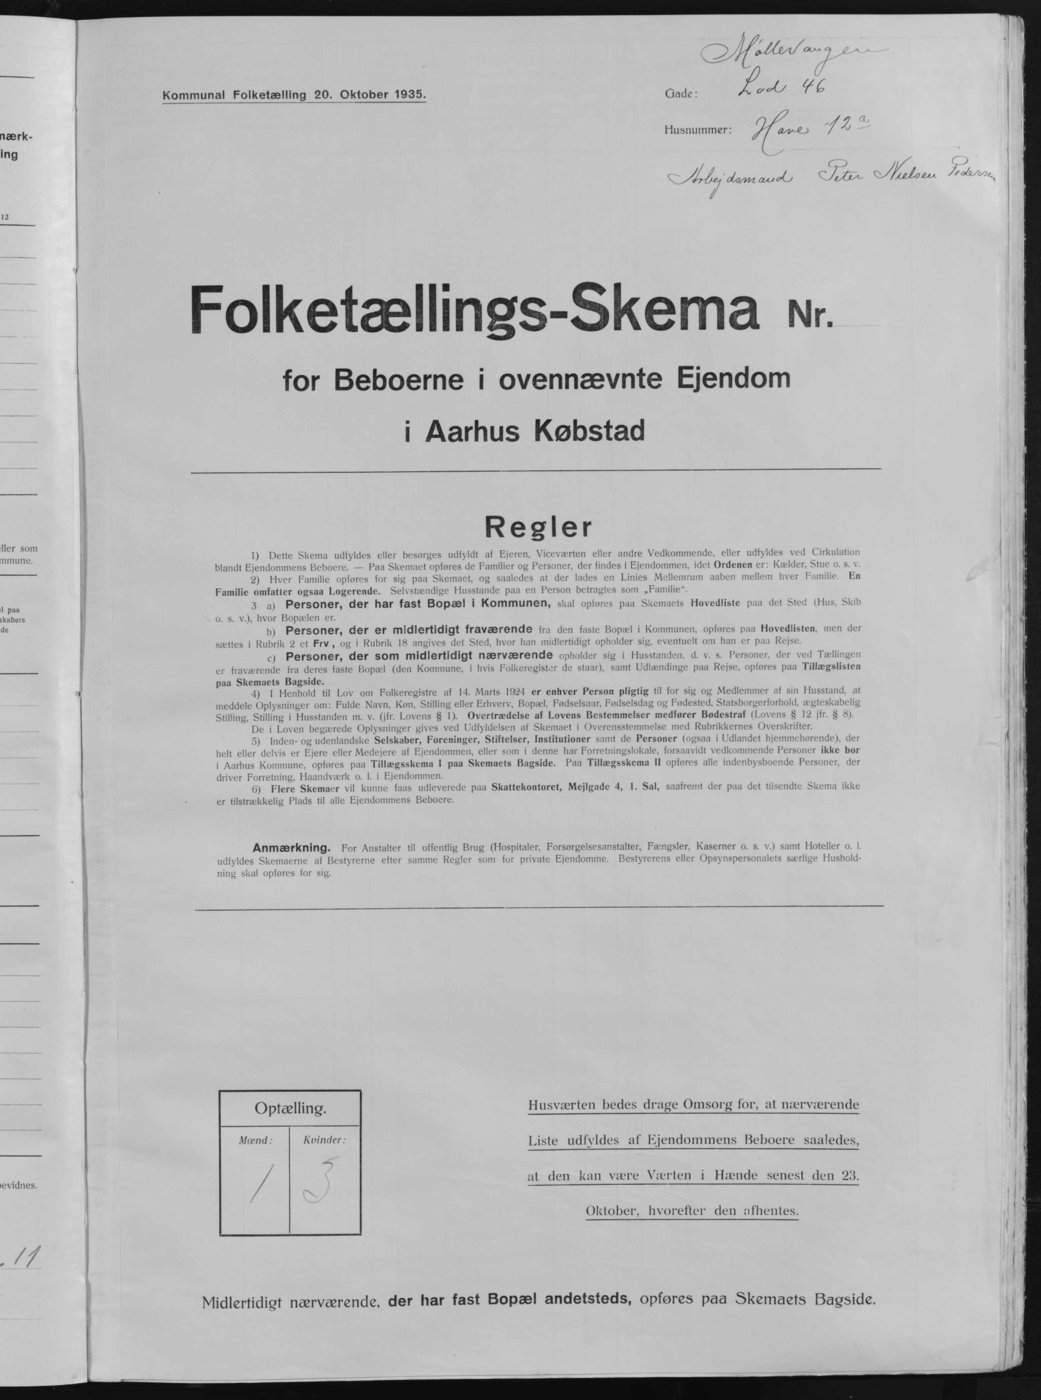 Møllevangen
Kommunal Folketælling 20. Oktober 1935.
Gade: Lod 46
Husnummer: Have 12a
Arbejdsmand Peter Nielsen Pedersen
Folketællings-Skema Nr.
for Beboerne i ovennævnte Ejendom
i Aarhus Købstad
Regler
1) Dette Skema udfyldes eller besørges udfyldt af Ejeren, Viceværten eller andre Vedkommende, eller udfyldes ved Cirkulation
blandt Ejendommens Beboere. — Paa Skemaet opføres de Familier og Personer, der findes i Ejendommen, idet Ordenen er: Kælder, Stue o. s. v.
2) Hver Familie opføres for sig paa Skemaet, og saaledes at der lades en Linies Mellemrum aaben mellem hver Familie. En
Familie omfatter ogsaa Logerende. Selvstændige Husstande paa en Person betragtes som „Familie“.
3 a) Personer, der har fast Bopæl i Kommunen, skal opføres paa Skemaets Hovedliste paa det Sted (Hus, Skib
o. s. v.), hvor Bopælen er.
b) Personer, der er midlertidigt fraværende fra den faste Bopæl i Kommunen, opføres paa Hovedlisten, men der
sættes i Rubrik 2 et Frv, og i Rubrik 18 angives det Sted, hvor han midlertidigt opholder sig, eventuelt om han er paa Rejse.
c) Personer, der som midlertidigt nærværende opholder sig i Husstanden, d. v. s. Personer, der ved Tællingen
er fraværende fra deres faste Bopæl (den Kommune, i hvis Folkeregister de staar), samt Udlændinge paa Rejse, opføres paa Tillægslisten
paa Skemaets Bagside.
4) I Henhold til Lov om Folkeregistre af 14. Marts 1924 er enhver Person pligtig til for sig og Medlemmer af sin Husstand, at
meddele Oplysninger om: Fulde Navn, Køn, Stilling eller Erhverv, Bopæl, Fødselsaar, Fødselsdag og Fødested, Statsborgerforhold, ægteskabelig
Stilling, Stilling i Husstanden m. v. (jfr. Lovens § 1). Overtrædelse af Lovens Bestemmelser medfører Bødestraf (Lovens § 12 jfr. § 8).
De i Loven begærede Oplysninger gives ved Udfyldelsen af Skemaet i Overensstemmelse med Rubrikkernes Overskrifter.
5) Inden- og udenlandske Selskaber, Foreninger, Stiftelser, Institutioner samt de Personer (ogsaa i Udlandet hjemmehørende), der
helt eller delvis er Ejere eller Medejere af Ejendommen, eller som i denne har Forretningslokale, forsaavidt vedkommende Personer ikke bor
i Aarhus Kommune, opføres paa Tillægsskema I paa Skemaets Bagside. Paa Tillægsskema II opføres alle indenbysboende Personer, der
driver Forretning, Haandværk o. l. i Ejendommen.
6) Flere Skemaer vil kunne faas udleverede paa Skattekontoret, Mejlgade 4, 1. Sal, saafremt der paa det tilsendte Skema ikke
er tilstrækkelig Plads til alle Ejendommens Beboere.
Anmærkning. For Anstalter til offentlig Brug (Hospitaler, Forsørgelsesanstalter, Fængsler, Kaserner o. s. v.) samt Hoteller o. l.
udfyldes Skemaerne af Bestyrerne efter samme Regler som for private Ejendomme. Bestyrerens eller Opsynspersonalets særlige Hushold-
ning skal opføres for sig.
Optælling.
Mænd: Kvinder:
1 3
Husværten bedes drage Omsorg for, at nærværende
Liste udfyldes af Ejendommens Beboere saaledes,
at den kan være Værten i Hænde senest den 23.
Oktober, hvorefter den afhentes.
Midlertidigt nærværende, der har fast Bopæl andetsteds, opføres paa Skemaets Bagside.